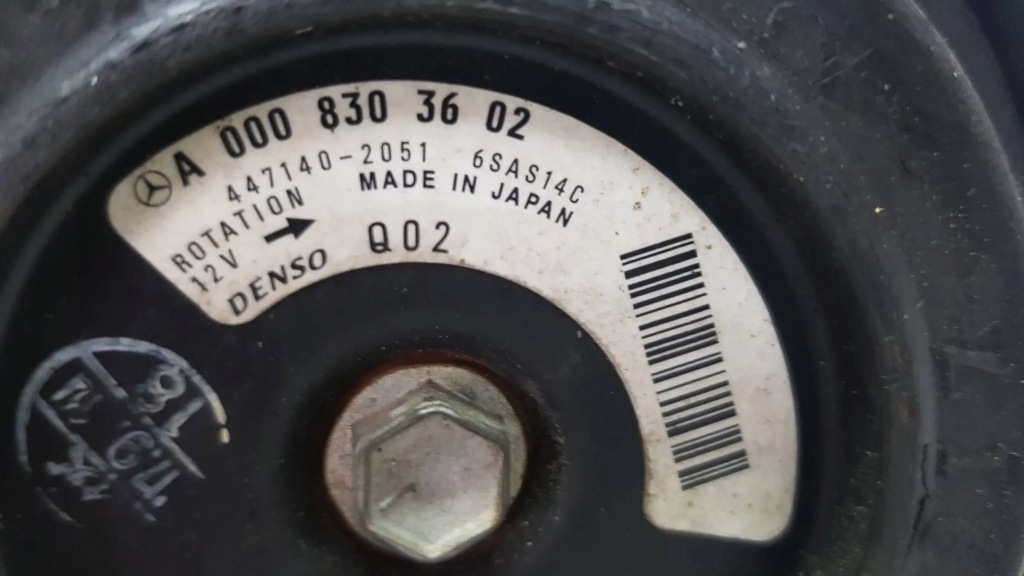 A 000 830 36 02
447140-2051 6SAS14C
ROTATION MADE IN JAPAN
12V
DENSO Q02